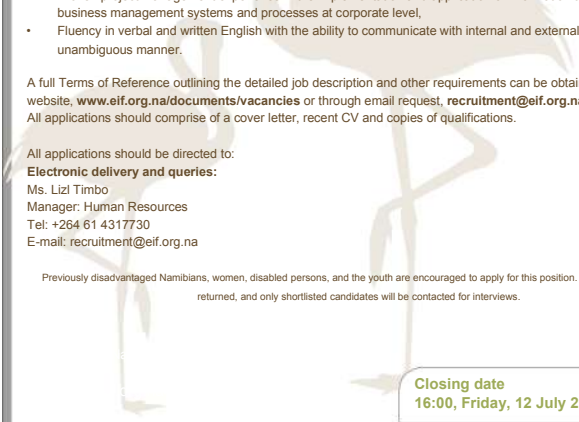 business management systems and processes at corporate level,
• Fluency in verbal and written English with the ability to communicate with internal and external
unambiguous manner.
A full Terms of Reference outlining the detailed job description and other requirements can be obtai
website, www.eif.org.na/documents/vacancies or through email request, recruitment@eif.org.na
All applications should comprise of a cover letter, recent CV and copies of qualifications.
All applications should be directed to:
Electronic delivery and queries:
Ms. Lizl Timbo
Manager: Human Resources
Tel: +264 61 4317730
E-mail: recruitment@eif.org.na
Previously disadvantaged Namibians, women, disabled persons, and the youth are encouraged to apply for this position.
returned, and only shortlisted candidates will be contacted for interviews.
Closing date
16:00, Friday, 12 July 2